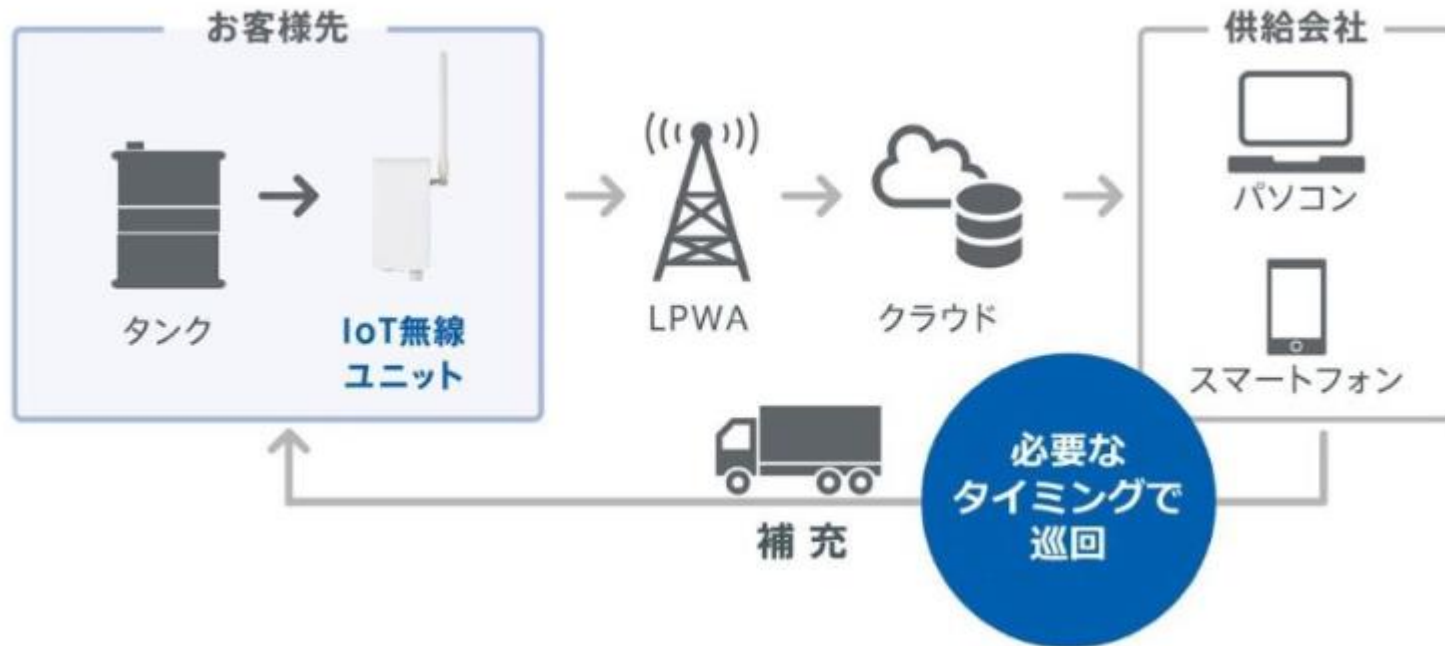 お客様先
供給会社
パソコン
タンク
IoT無線
ユニット
LPWA
クラウド
スマートフォン
必要な
タイミングで
巡回
補充